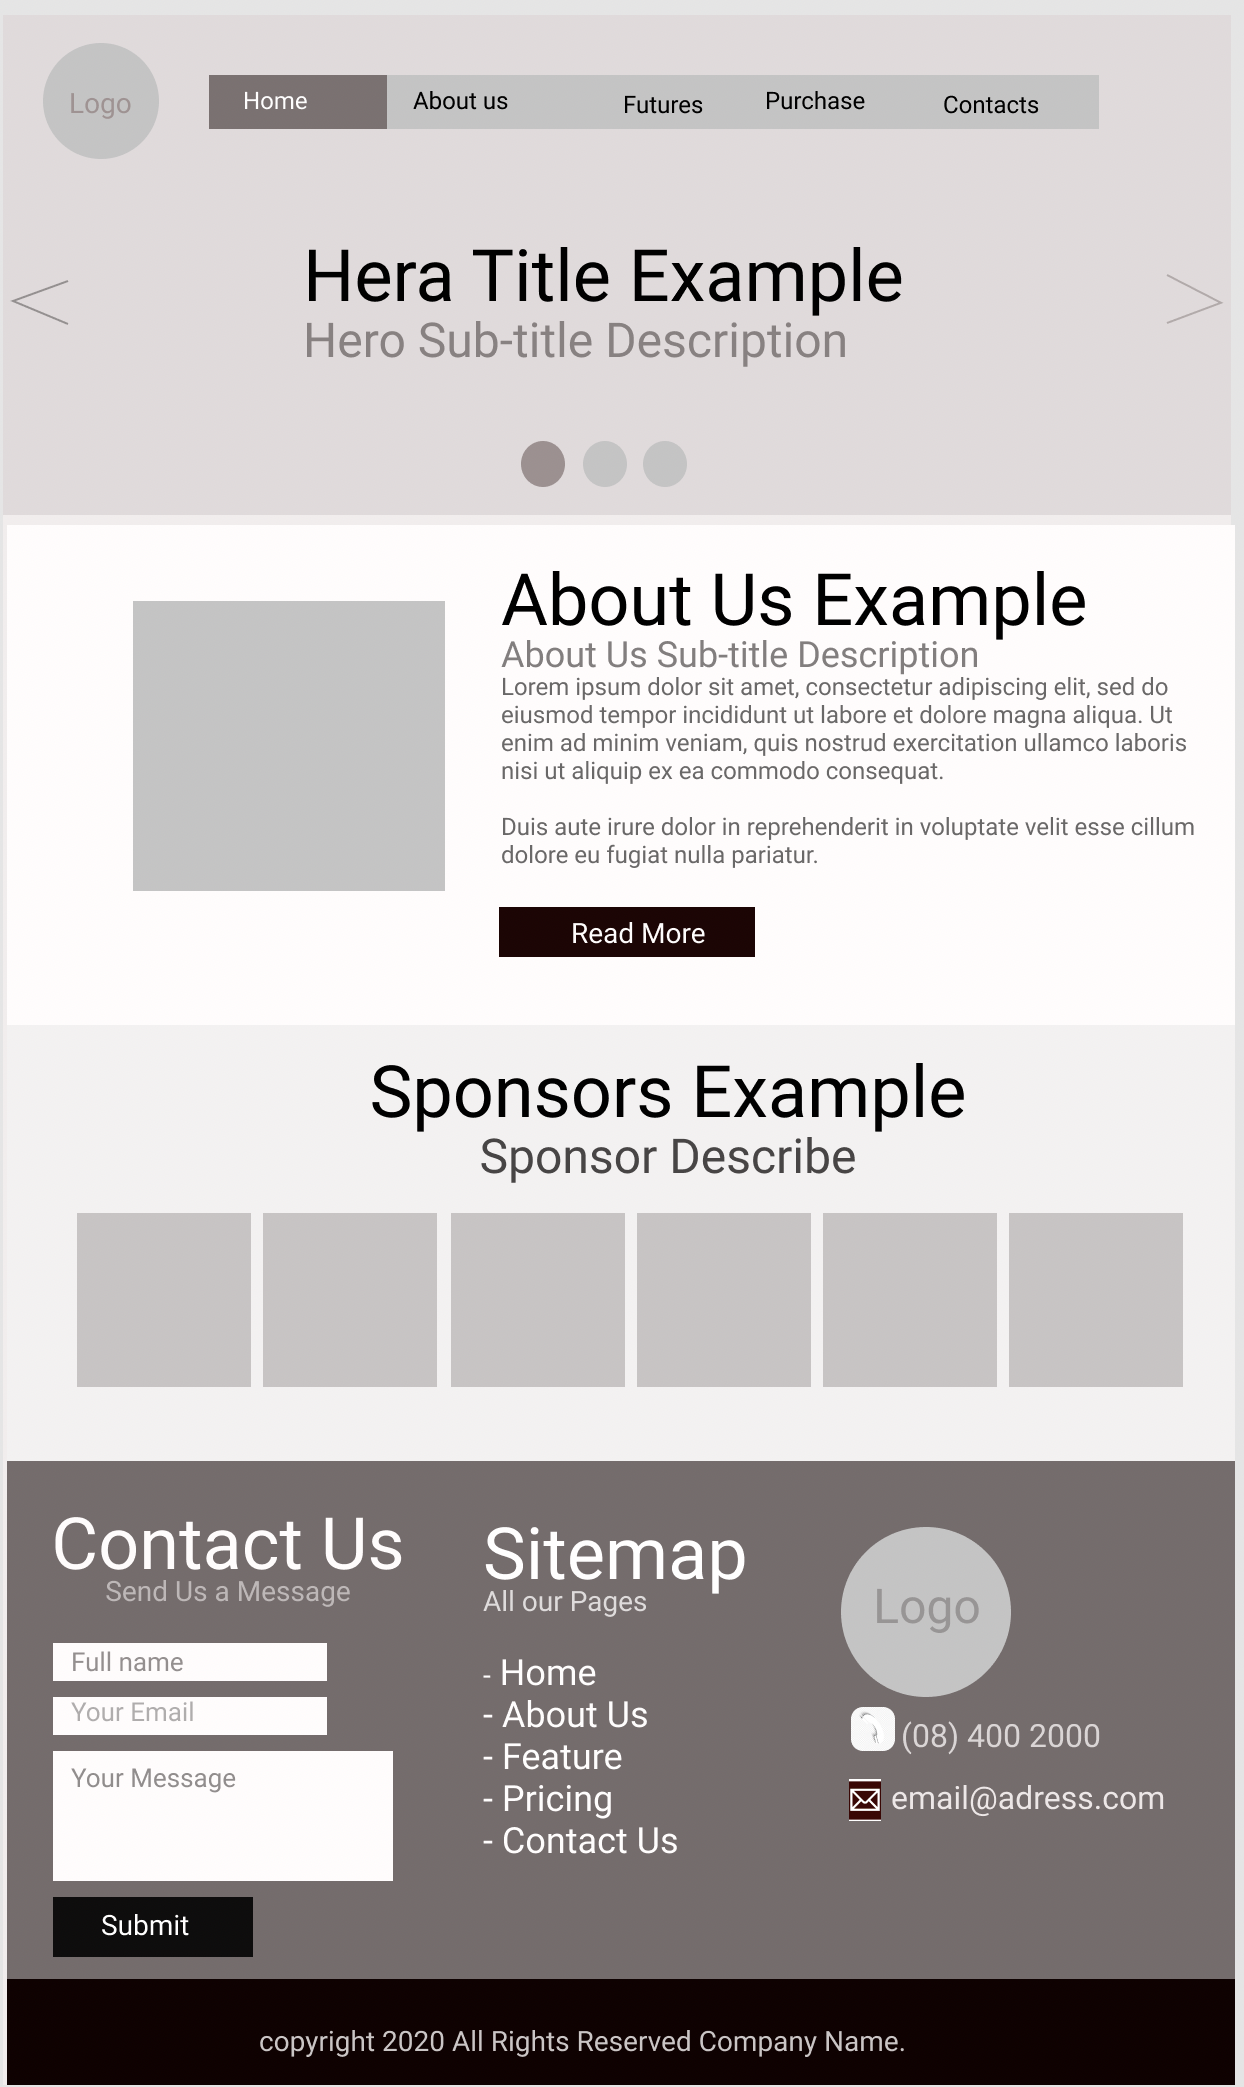 Logo
Home
About us
Futures
Purchase
Contacts
Hera Title Example
Hero Sub-title Description
About Us Example
About Us Sub-title Description
Lorem ipsum dolor sit amet, consectetur adipiscing elit, sed do
eiusmod tempor incididunt ut labore et dolore magna aliqua. Ut
enim ad minim veniam, quis nostrud exercitation ullamco laboris
nisi ut aliquip ex ea commodo consequat.
Duis aute irure dolor in reprehenderit in voluptate velit esse cillum
dolore eu fugiat nulla pariatur.
Read More
Sponsors Example
Sponsor Describe
Contact Us
Send Us a Message
Full name
Your Email
Your Message
Submit
Sitemap
All our Pages
- Home
- About Us
- Feature
- Pricing
- Contact Us
Logo
(08) 400 2000
email@adress.com
copyright 2020 All Rights Reserved Company Name.